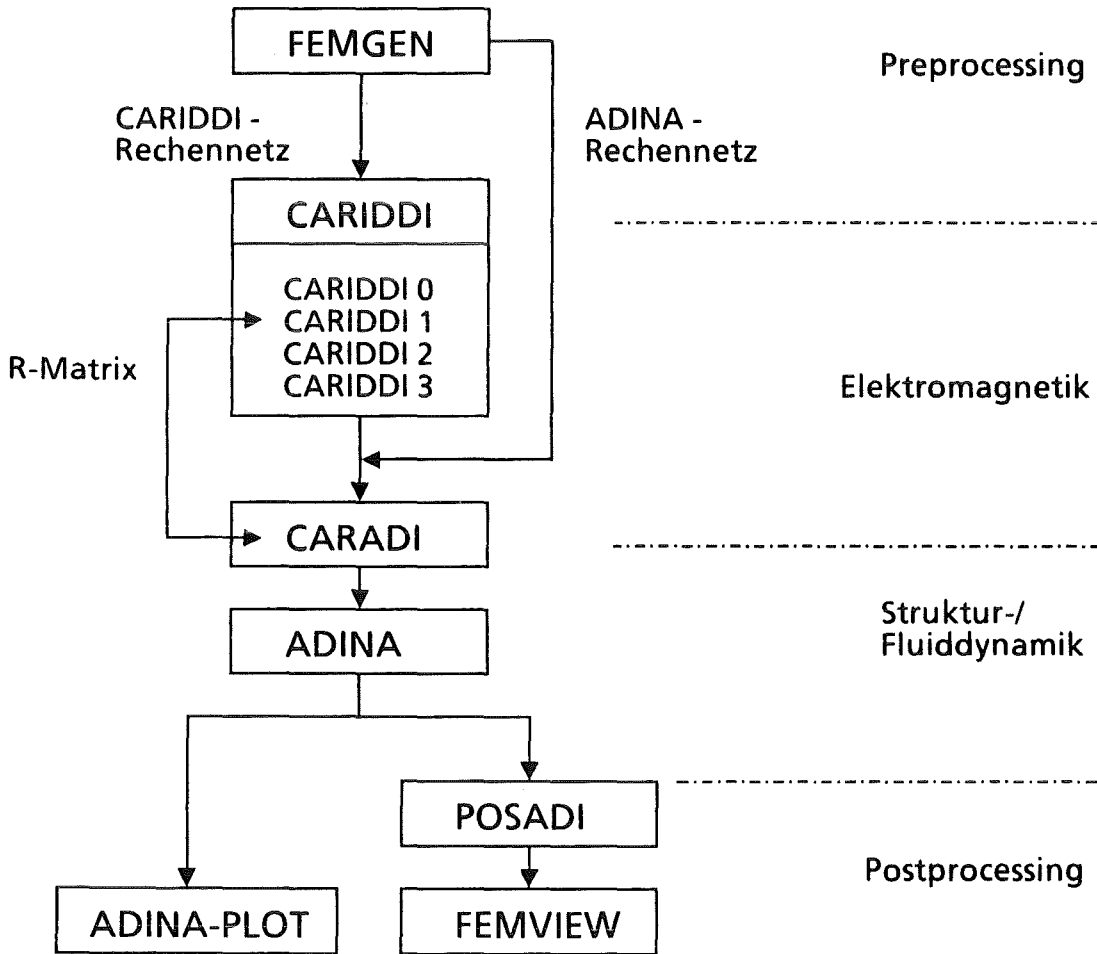 FEMGEN
Preprocessing
CARIDDI -
Rechennetz
ADINA -
Rechennetz
CARIDDI
CARIDDI 0
CARIDDI 1
CARIDDI 2
CARIDDI 3
R-Matrix
Elektromagnetik
CARADI
ADINA
Struktur-/
Fluiddynamik
POSADI
Postprocessing
ADINA-PLOT
FEMVIEW